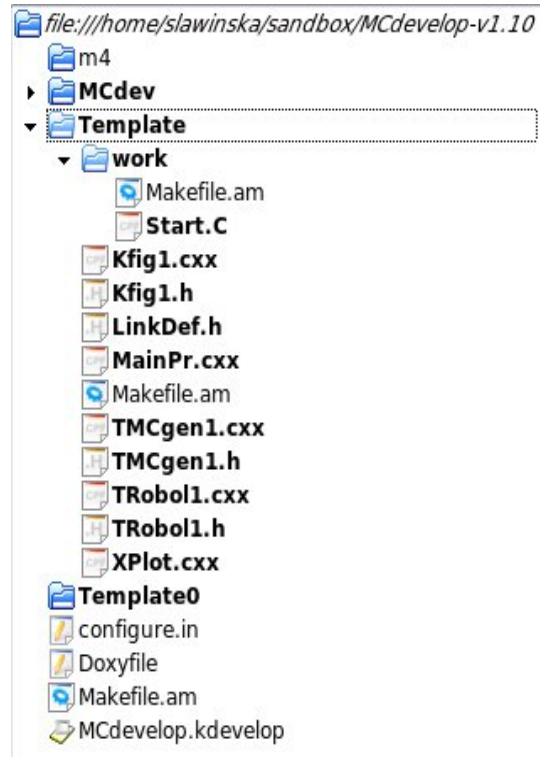 file:///home/slawinska/sandbox/MCdevelop-v1.10
m4
MCdev
Template
work
Makefile.am
Start.C
Kfig1.cxx
Kfig1.h
LinkDef.h
MainPr.cxx
Makefile.am
TMCgen1.cxx
TMCgen1.h
TRobol1.cxx
TRobol1.h
XPlot.cxx
Template0
configure.in
Doxyfile
Makefile.am
MCdevelop.kdevelop